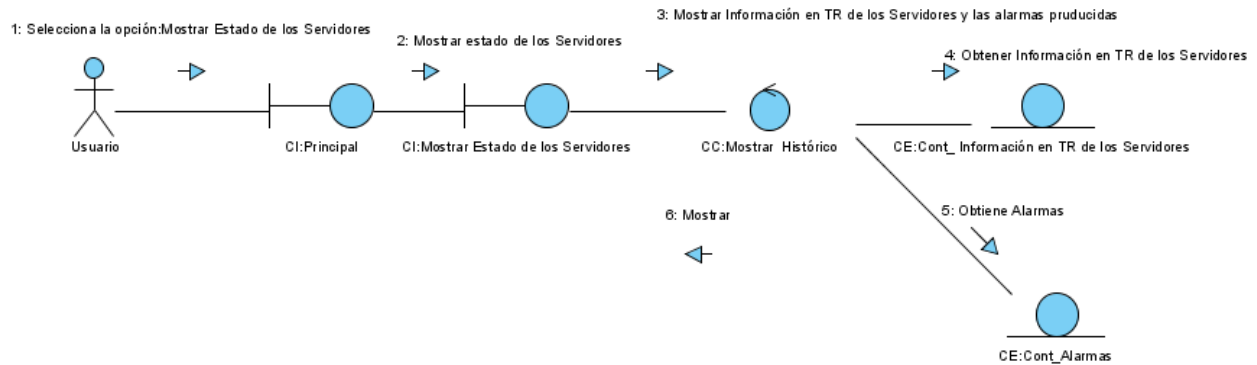 3: Mostrar Información en TR de los Servidores y las alarmas pruducidas
1: Selecciona la opción:Mostrar Estado de los Servidores
2: Mostrar estado de los Servidores
4: Obtener Información en TR de los Servidores
Usuario
CI:Principal
CI:Mostrar Estado de los Servidores
CC:Mostrar Histórico
CE:Cont_ Información en TR de los Servidores
6: Mostrar
5: Obtiene Alarmas
CE:Cont_Alarmas